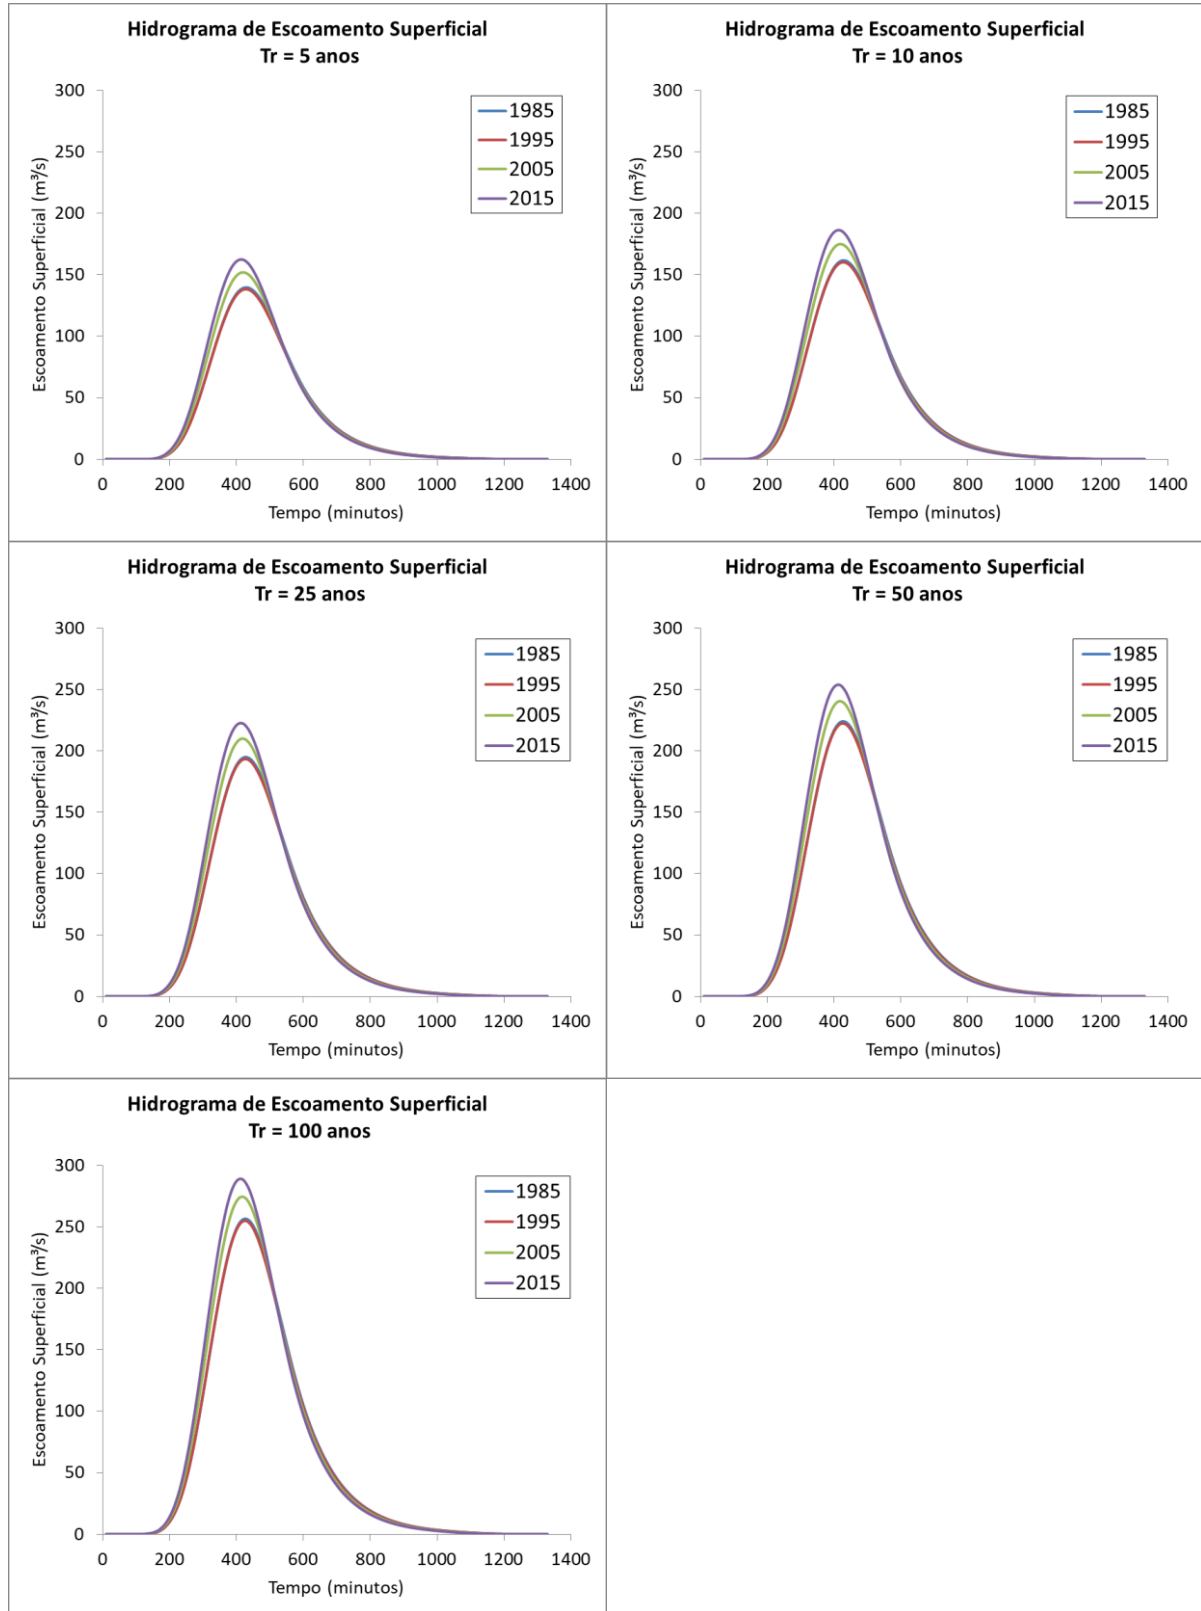 Hidrograma de Escoamento Superficial
Tr = 5 anos
300
250
200
150
100
50
0
Escoamento Superficial (m³/s)
1985
1995
2005
2015
0 200 400 600 800 1000 1200 1400
Tempo (minutos)
Hidrograma de Escoamento Superficial
Tr = 10 anos
300
250
200
150
100
50
0
Escoamento Superficial (m³/s)
1985
1995
2005
2015
0 200 400 600 800 1000 1200 1400
Tempo (minutos)
Hidrograma de Escoamento Superficial
Tr = 25 anos
300
250
200
150
100
50
0
Escoamento Superficial (m³/s)
1985
1995
2005
2015
0 200 400 600 800 1000 1200 1400
Tempo (minutos)
Hidrograma de Escoamento Superficial
Tr = 50 anos
300
250
200
150
100
50
0
Escoamento Superficial (m³/s)
1985
1995
2005
2015
0 200 400 600 800 1000 1200 1400
Tempo (minutos)
Hidrograma de Escoamento Superficial
Tr = 100 anos
300
250
200
150
100
50
0
Escoamento Superficial (m³/s)
1985
1995
2005
2015
0 200 400 600 800 1000 1200 1400
Tempo (minutos)